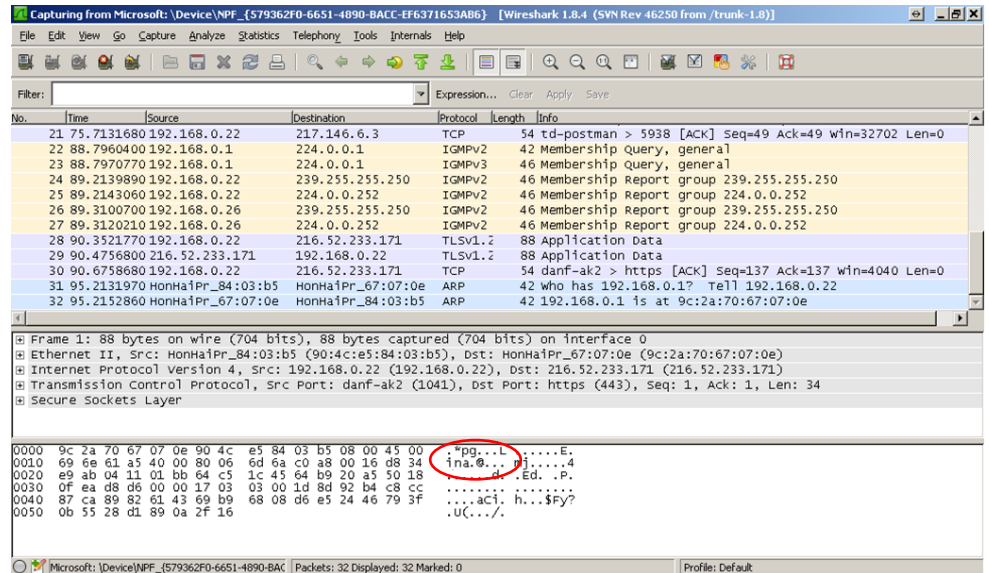 Capturing from Microsoft: \Device\NPF_{579362F0-6651-4890-BACC-EF6371653AB6} [Wireshark 1.8.4 (SVN Rev 46250 from /trunk-1.8)]
File Edit View Go Capture Analyze Statistics Telephony Tools Internals Help
Filter: Expression... Clear Apply Save
No. Time Source Destination Protocol Length Info
21 75.7131680 192.168.0.22 217.146.6.3 TCP 54 td-postman > 5938 [ACK] Seq=49 Ack=49 Win=32702 Len=0
22 88.7960400 192.168.0.1 224.0.0.1 IGMPv2 42 Membership Query, general
23 88.7970770 192.168.0.1 224.0.0.1 IGMPv3 46 Membership Query, general
24 89.2139890 192.168.0.22 239.255.255.250 IGMPv2 46 Membership Report group 239.255.255.250
25 89.2143060 192.168.0.22 224.0.0.252 IGMPv2 46 Membership Report group 224.0.0.252
26 89.3100700 192.168.0.26 239.255.255.250 IGMPv2 46 Membership Report group 239.255.255.250
27 89.3120210 192.168.0.26 224.0.0.252 IGMPv2 46 Membership Report group 224.0.0.252
28 90.3521770 192.168.0.22 216.52.233.171 TLSv1.2 88 Application Data
29 90.4756800 216.52.233.171 192.168.0.22 TLSv1.2 88 Application Data
30 90.6758680 192.168.0.22 216.52.233.171 TCP 54 danf-ak2 > https [ACK] Seq=137 Ack=137 Win=4040 Len=0
31 95.2131970 HonHaiPr_84:03:b5 HonHaiPr_67:07:0e ARP 42 Who has 192.168.0.1? Tell 192.168.0.22
32 95.2152860 HonHaiPr_67:07:0e HonHaiPr_84:03:b5 ARP 42 192.168.0.1 is at 9c:2a:70:67:07:0e
Frame 1: 88 bytes on wire (704 bits), 88 bytes captured (704 bits) on interface 0
Ethernet II, Src: HonHaiPr_84:03:b5 (90:4c:e5:84:03:b5), Dst: HonHaiPr_67:07:0e (9c:2a:70:67:07:0e)
Internet Protocol Version 4, Src: 192.168.0.22 (192.168.0.22), Dst: 216.52.233.171 (216.52.233.171)
Transmission Control Protocol, Src Port: danf-ak2 (1041), Dst Port: https (443), Seq: 1, Ack: 1, Len: 34
Secure Sockets Layer
0000 9c 2a 70 67 07 0e 90 4c e5 84 03 b5 08 00 45 00 .*pg...L ......E.
0010 69 6e 61 a5 40 00 80 06 6d 6a c0 a8 00 16 d8 34 ina.@... mj.....4
0020 e9 ab 04 11 01 bb 64 c5 1c 45 64 b9 20 a5 50 18 ......d. .Ed. .P.
0030 0f ea d8 d6 00 00 17 03 03 00 1d 8d 92 b4 c8 cc ........ ........
0040 87 ca 89 82 61 43 69 b9 68 08 d6 e5 24 46 79 3f ....aCi. h...$Fy?
0050 0b 55 28 d1 89 0a 2f 16 .U(.../.
Microsoft: \Device\NPF_{579362F0-6651-4890-BAC Packets: 32 Displayed: 32 Marked: 0 Profile: Default